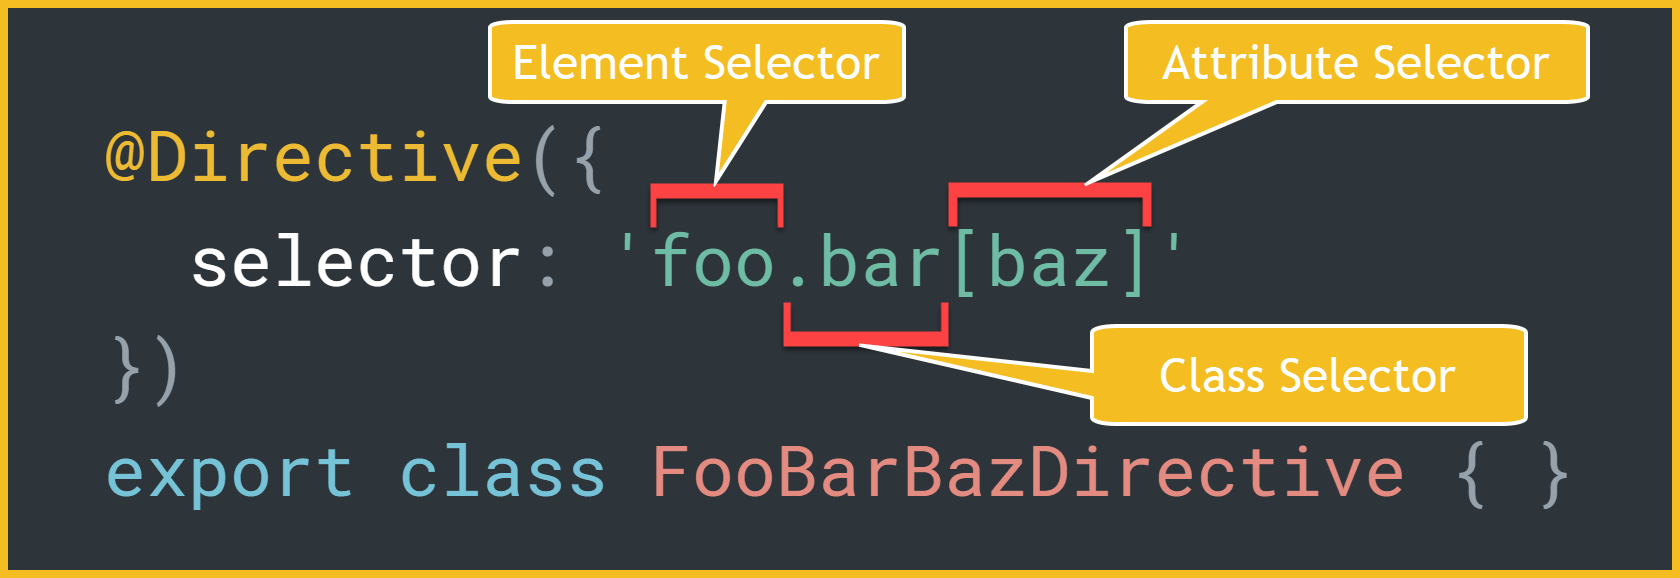 Element Selector
Attribute Selector
@Directive({
selector: 'foo.bar[baz]'
})
Class Selector
export class FooBarBazDirective { }